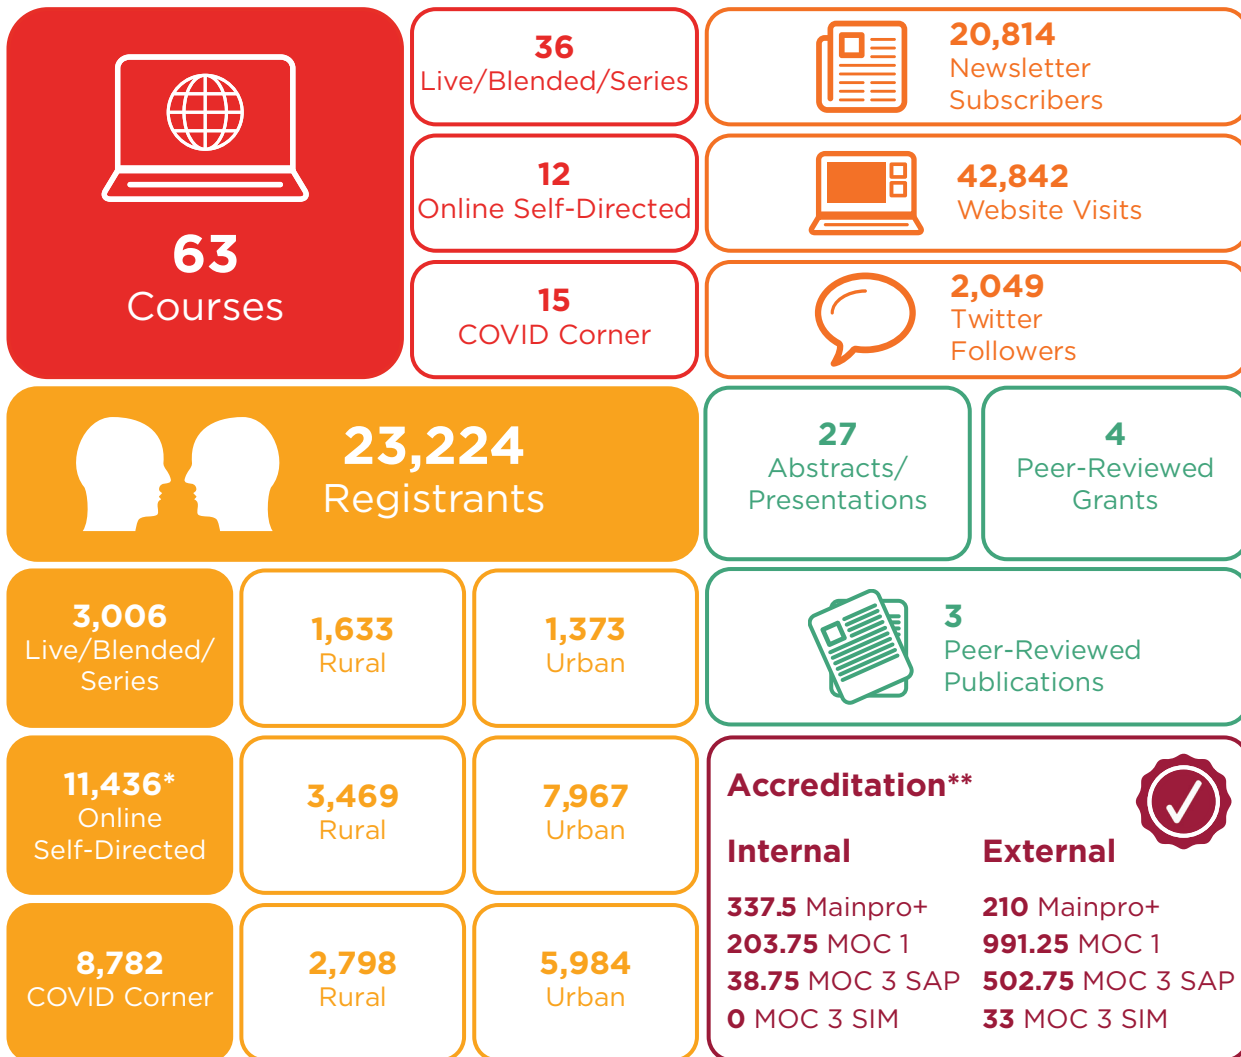 63
Courses
36
Live/Blended/Series
12
Online Self-Directed
15
COVID Corner
20,814
Newsletter
Subscribers
42,842
Website Visits
2,049
Twitter
Followers
23,224
Registrants
27
Abstracts/
Presentations
4
Peer-Reviewed
Grants
3
Peer-Reviewed
Publications
3,006
Live/Blended/
Series
1,633
Rural
1,373
Urban
11,436*
Online
Self-Directed
3,469
Rural
7,967
Urban
8,782
COVID Corner
2,798
Rural
5,984
Urban
Accreditation**
Internal
337.5 Mainpro+
203.75 MOC 1
38.75 MOC 3 SAP
0 MOC 3 SIM
External
210 Mainpro+
991.25 MOC 1
502.75 MOC 3 SAP
33 MOC 3 SIM